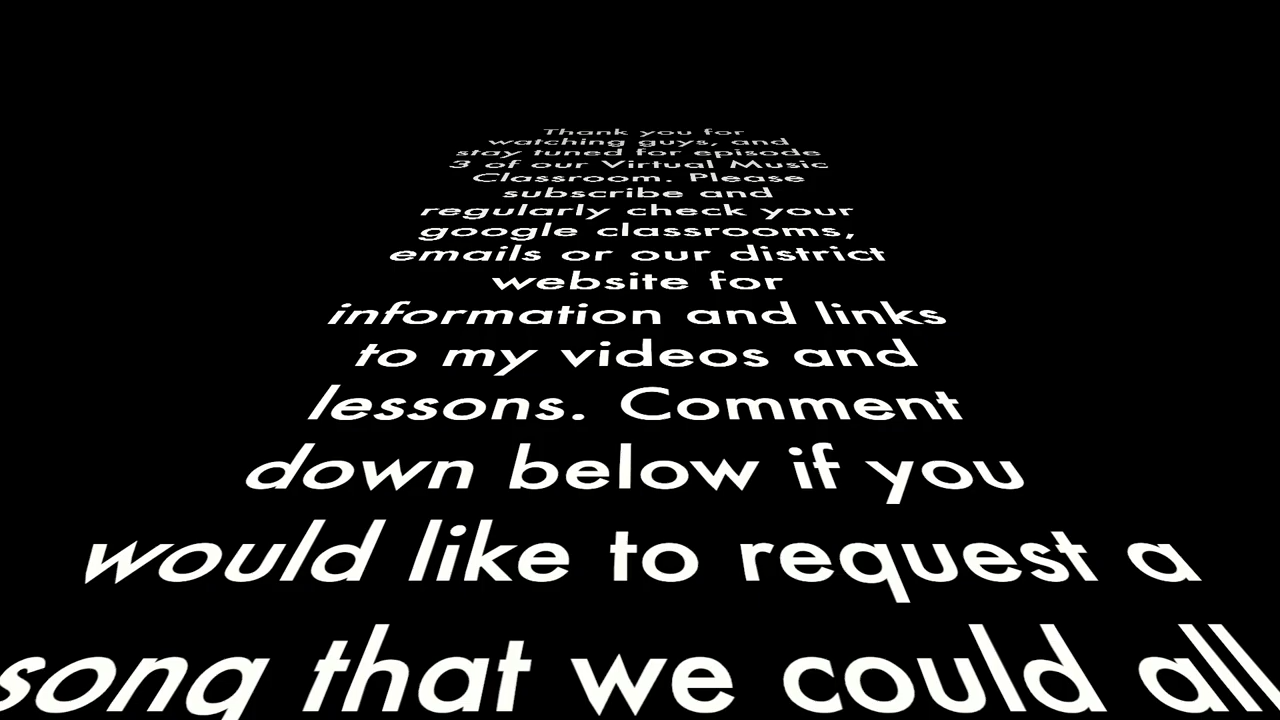 Thank you for
watching guys, and
stay tuned for episode
3 of our Virtual Music
Classroom. Please
subscribe and
regularly check your
google classrooms,
emails or our district
website for
information and links
to my videos and
lessons. Comment
down below if you
would like to request a
song that we could all